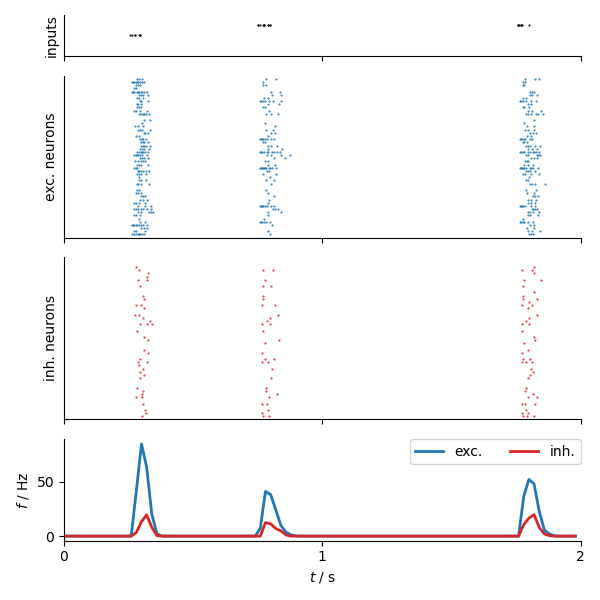 inputs
exc. neurons
inh. neurons
exc. inh.
f / Hz
50
0
0 1 2
t / s